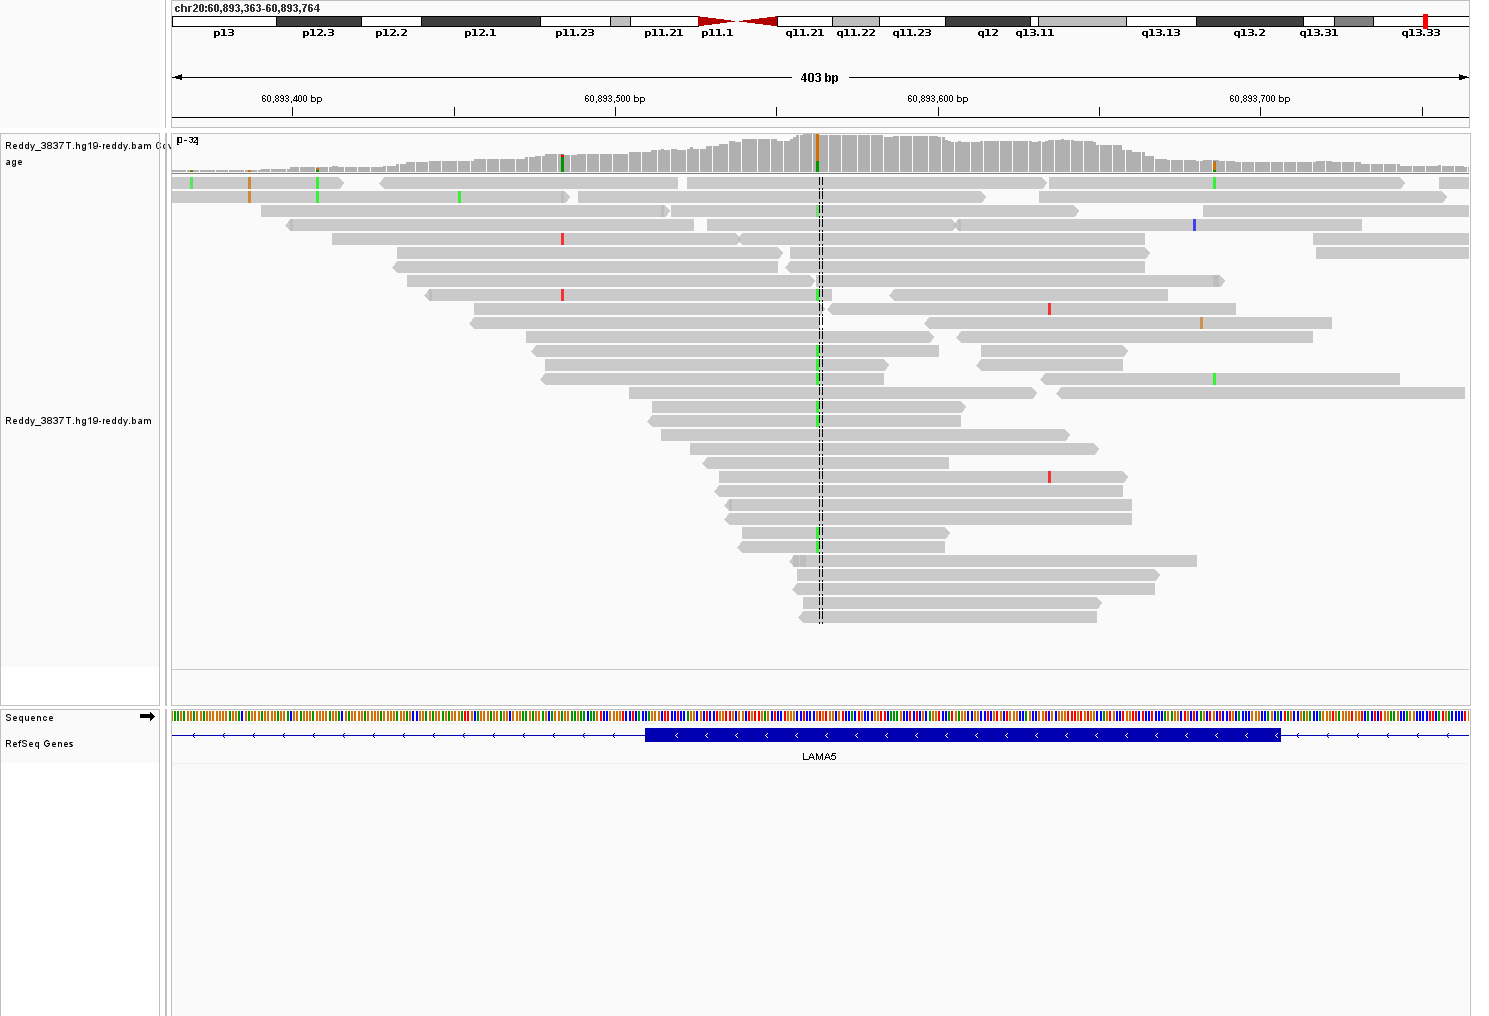 chr20:60,893,363-60,893,764
p13 p12.3 p12.2 p12.1 p11.23 p11.21 p11.1 q11.21 q11.22 q11.23 q12 q13.11 q13.13 q13.2 q13.31 q13.33
403 bp
60,893,400 bp 60,893,500 bp 60,893,600 bp 60,893,700 bp
[0-32]
Reddy_3837T.hg19-reddy.bam Cov
age
Reddy_3837T.hg19-reddy.bam
Sequence
RefSeq Genes
LAMA5